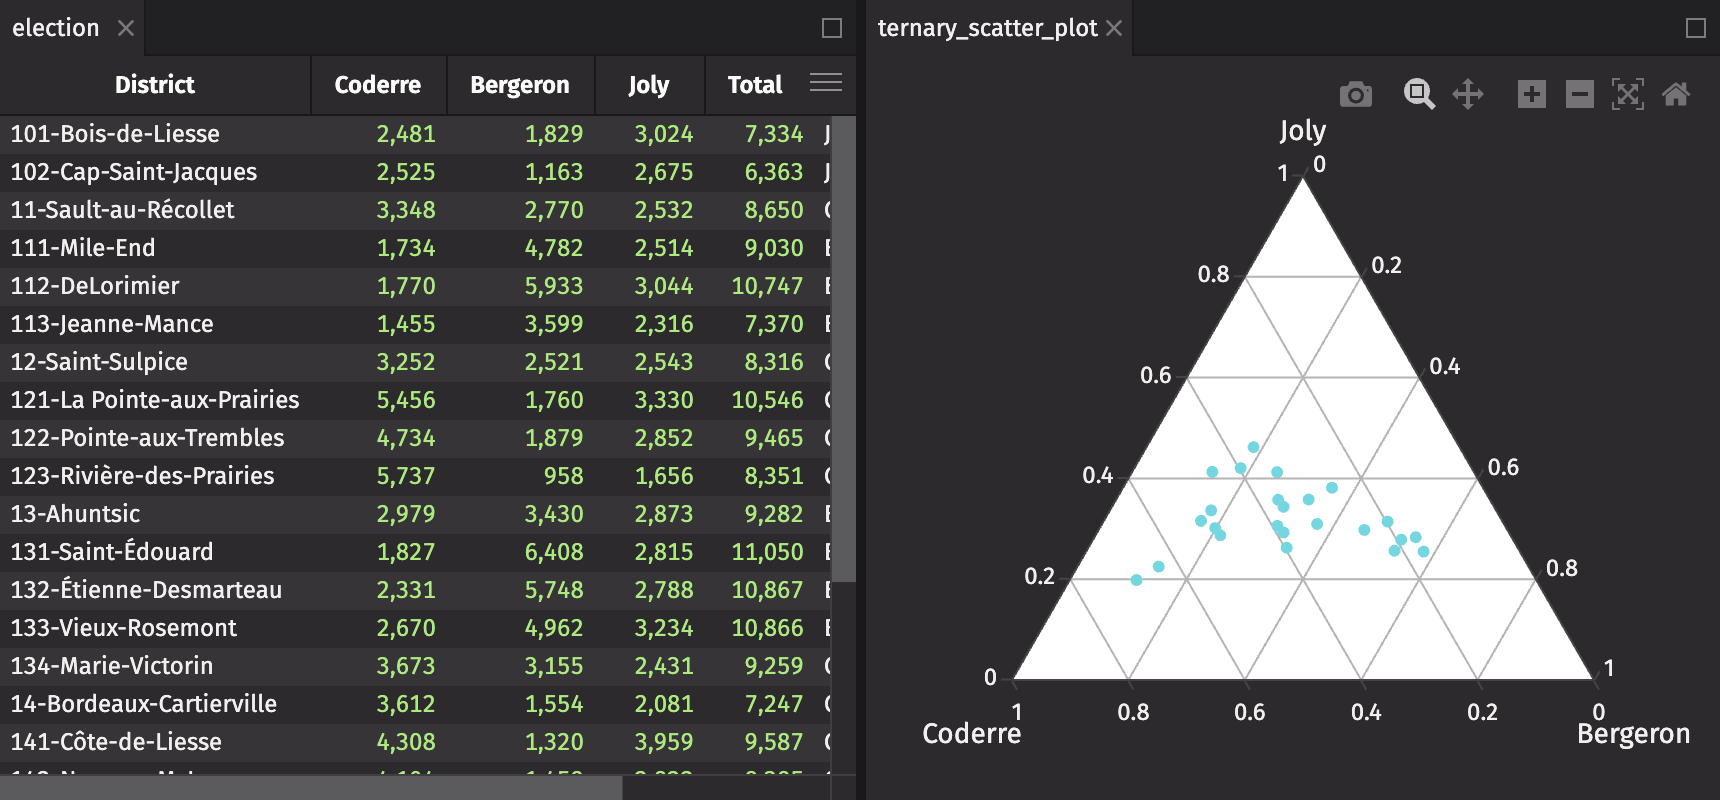 election
District Coderre Bergeron Joly Total
101-Bois-de-Liesse 2,481 1,829 3,024 7,334 J
102-Cap-Saint-Jacques 2,525 1,163 2,675 6,363 J
11-Sault-au-Récollet 3,348 2,770 2,532 8,650
111-Mile-End 1,734 4,782 2,514 9,030
112-DeLorimier 1,770 5,933 3,044 10,747
113-Jeanne-Mance 1,455 3,599 2,316 7,370
12-Saint-Sulpice 3,252 2,521 2,543 8,316
121-La Pointe-aux-Prairies 5,456 1,760 3,330 10,546
122-Pointe-aux-Trembles 4,734 1,879 2,852 9,465
123-Rivière-des-Prairies 5,737 958 1,656 8,351
13-Ahuntsic 2,979 3,430 2,873 9,282
131-Saint-Édouard 1,827 6,408 2,815 11,050
132-Étienne-Desmarteau 2,331 5,748 2,788 10,867
133-Vieux-Rosemont 2,670 4,962 3,234 10,866
134-Marie-Victorin 3,673 3,155 2,431 9,259
14-Bordeaux-Cartierville 3,612 1,554 2,081 7,247
141-Côte-de-Liesse 4,308 1,320 3,959 9,587
ternary_scatter_plot
Joly
1 0
0.8 0.2
0.6 0.4
0.4 0.6
0.2 0.8
0 1
1 0.8 0.6 0.4 0.2 0
Coderre Bergeron